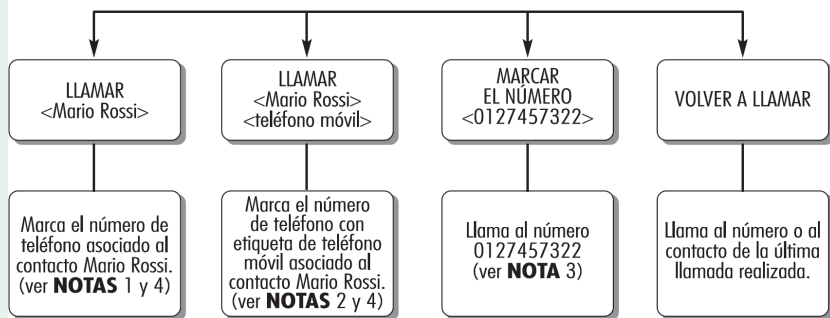 LLAMAR
<Mario Rossi>
LLAMAR
<Mario Rossi>
<teléfono móvil>
MARCAR
EL NÚMERO
<0127457322>
VOLVER A LLAMAR
Marca el número de
teléfono asociado al
contacto Mario Rossi.
(ver NOTAS 1 y 4)
Marca el número
de teléfono con
etiqueta de teléfono
móvil asociado al
contacto Mario Rossi.
(ver NOTAS 2 y 4)
Llama al número
0127457322
(ver NOTA 3)
Llama al número o al
contacto de la última
llamada realizada.